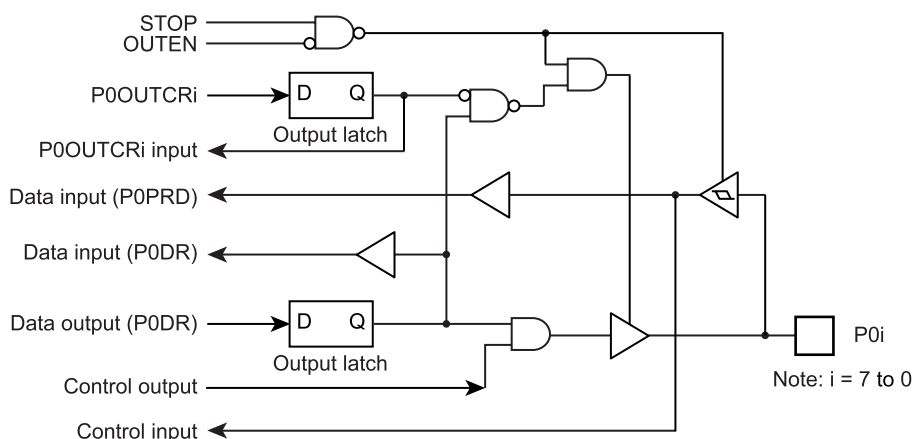 STOP
OUTEN
P0OUTCRi
D Q
Output latch
P0OUTCRi input
Data input (P0PRD)
Data input (P0DR)
Data output (P0DR)
D Q
Output latch
P0i
Note: i = 7 to 0
Control output
Control input